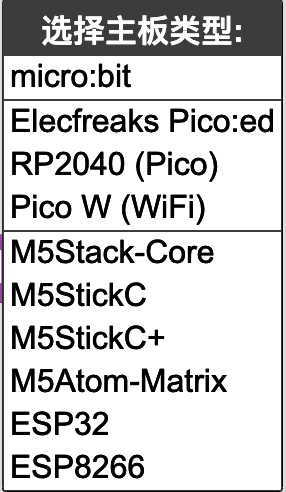 选择主板类型:
micro:bit
Elecfreaks Pico:ed
RP2040 (Pico)
Pico W (WiFi)
M5Stack-Core
M5StickC
M5StickC+
M5Atom-Matrix
ESP32
ESP8266